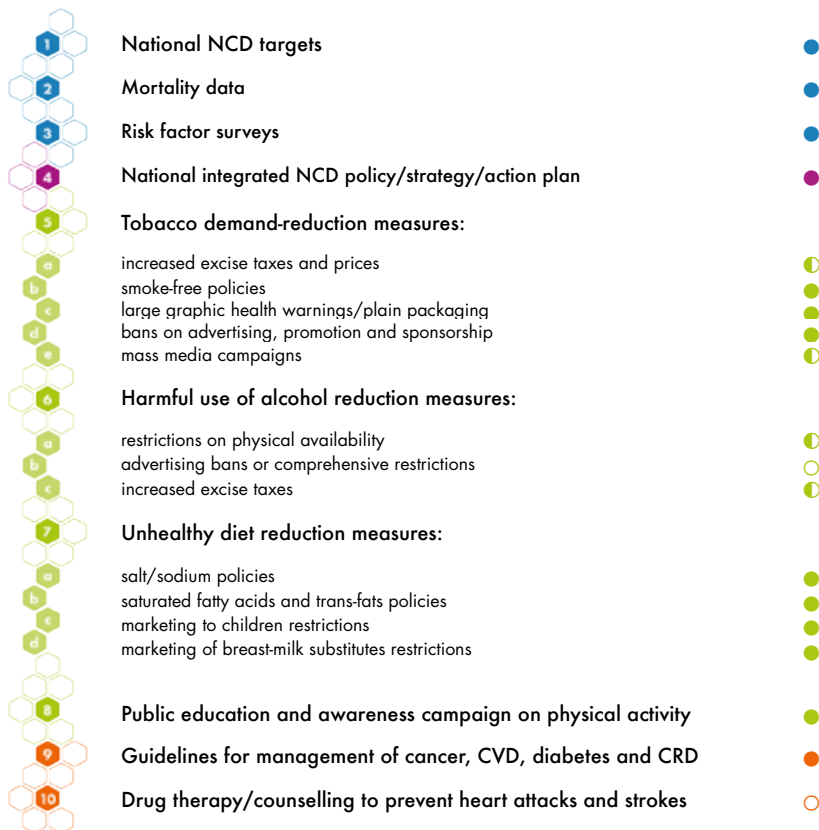 1 National NCD targets
2 Mortality data
3 Risk factor surveys
4 National integrated NCD policy/strategy/action plan
5 Tobacco demand-reduction measures:
a increased excise taxes and prices
b smoke-free policies
c large graphic health warnings/plain packaging
d bans on advertising, promotion and sponsorship
e mass media campaigns
6 Harmful use of alcohol reduction measures:
a restrictions on physical availability
b advertising bans or comprehensive restrictions
c increased excise taxes
7 Unhealthy diet reduction measures:
a salt/sodium policies
b saturated fatty acids and trans-fats policies
c marketing to children restrictions
d marketing of breast-milk substitutes restrictions
8 Public education and awareness campaign on physical activity
9 Guidelines for management of cancer, CVD, diabetes and CRD
10 Drug therapy/counselling to prevent heart attacks and strokes